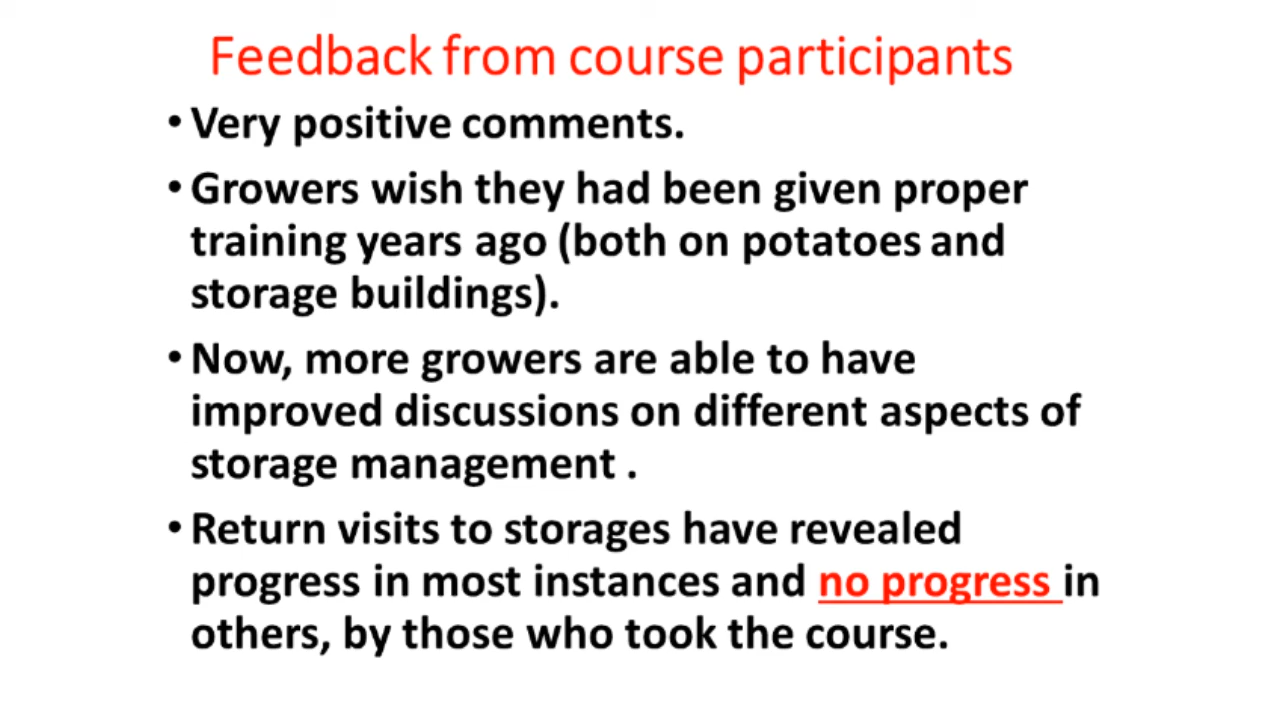 Feedback from course participants
• Very positive comments.
• Growers wish they had been given proper
training years ago (both on potatoes and
storage buildings).
• Now, more growers are able to have
improved discussions on different aspects of
storage management .
• Return visits to storages have revealed
progress in most instances and no progress in
others, by those who took the course.